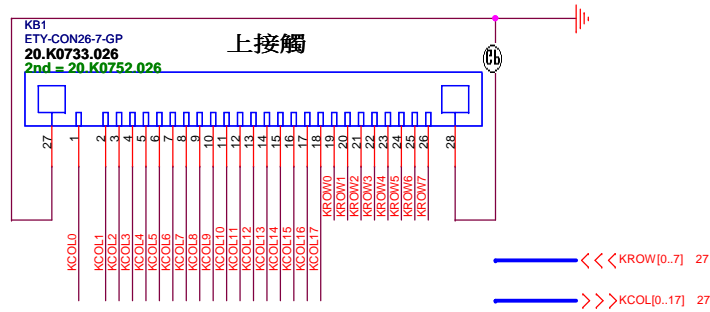 KB1
ETY-CON26-7-GP
20.K0733.026
2nd = 20.K0752.026
上接觸
27
1
2
3
4
5
6
7
8
9
10
11
12
13
14
15
16
17
18
19
20
21
22
23
24
25
26
28
KCOL0
KCOL1
KCOL2
KCOL3
KCOL4
KCOL5
KCOL6
KCOL7
KCOL8
KCOL9
KCOL10
KCOL11
KCOL12
KCOL13
KCOL14
KCOL15
KCOL16
KCOL17
KROW0
KROW1
KROW2
KROW3
KROW4
KROW5
KROW6
KROW7
KROW[0..7] 27
KCOL[0..17] 27